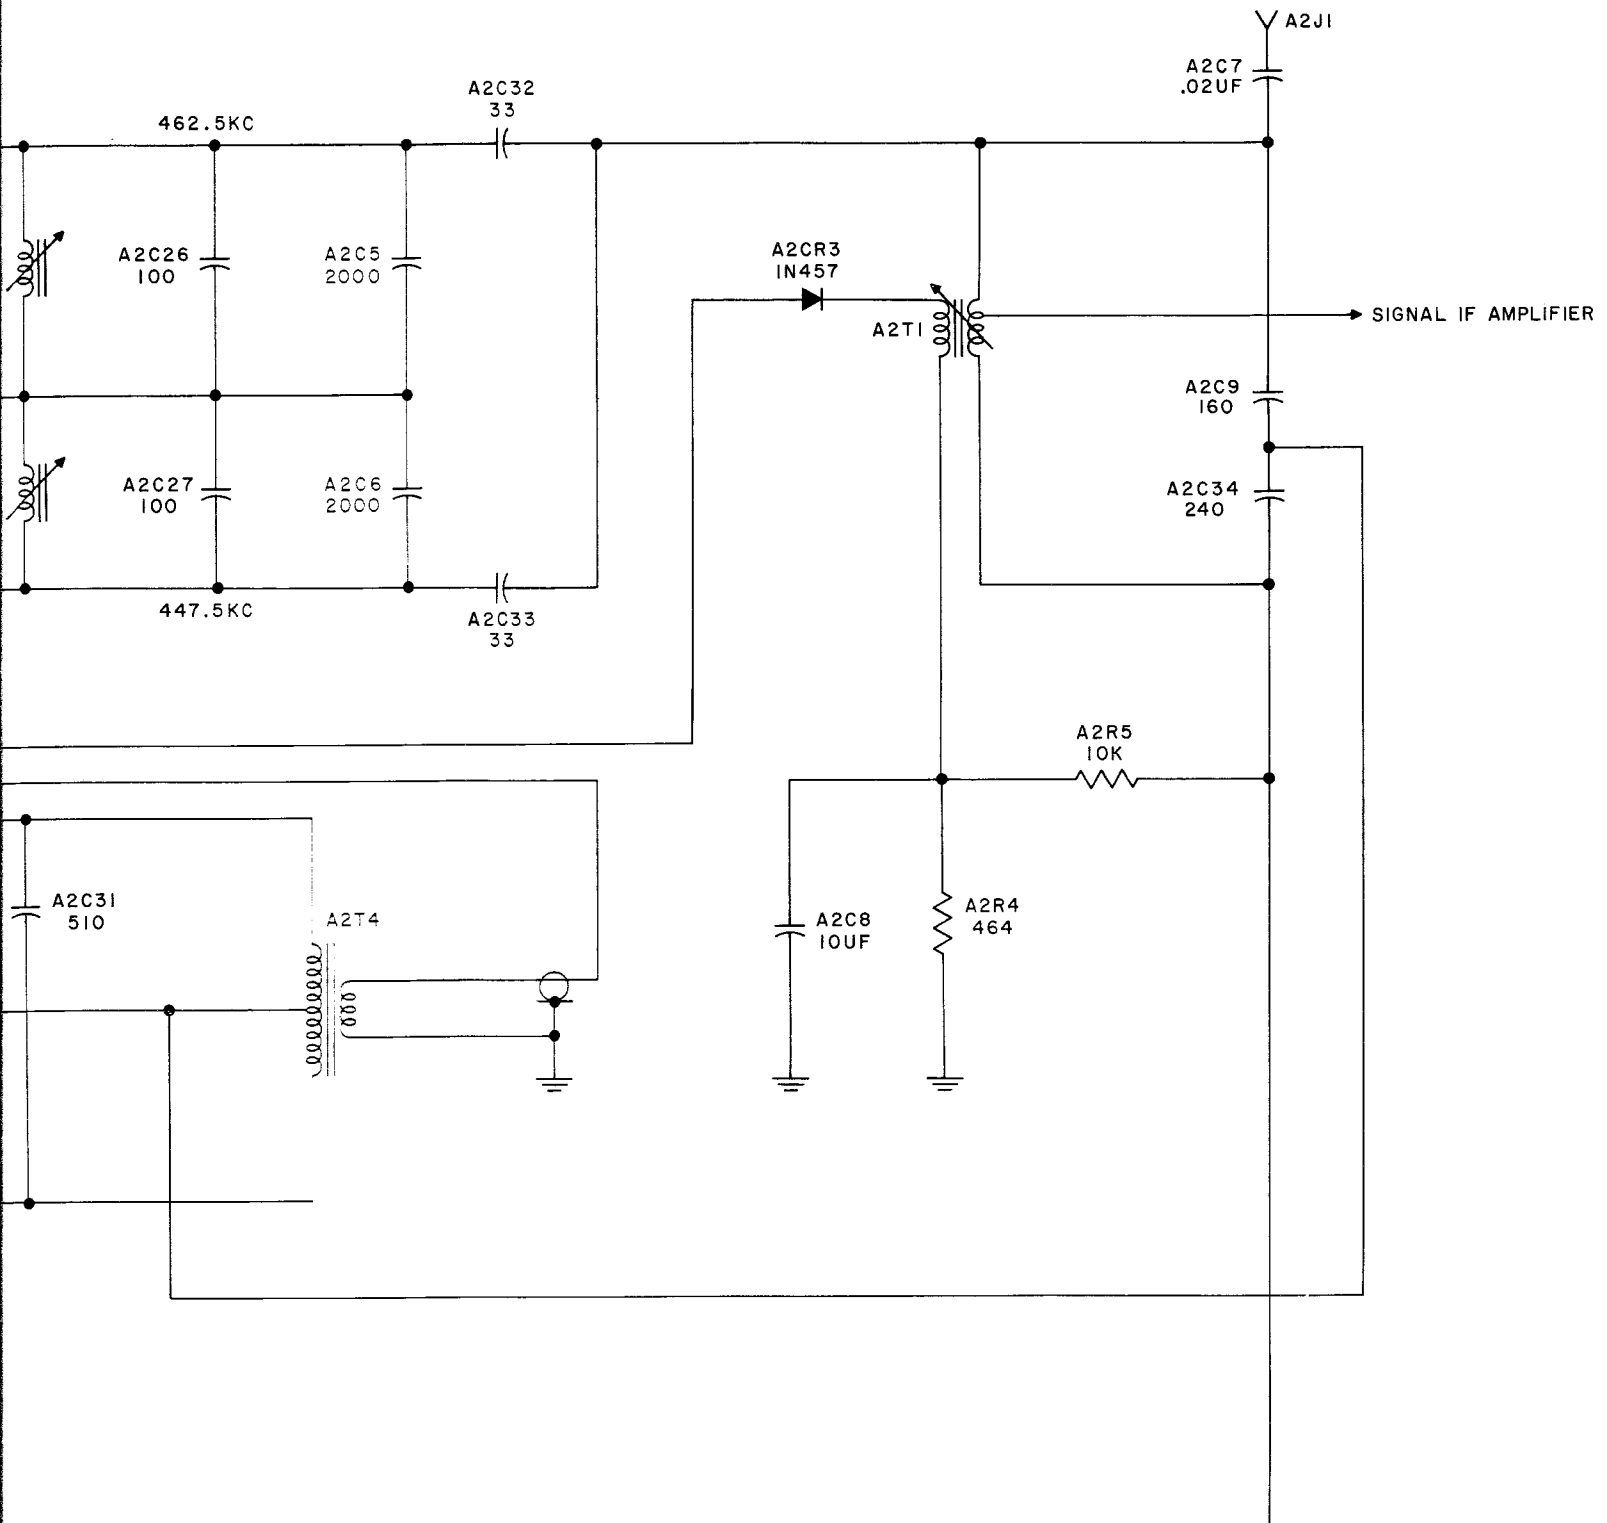 A2J1
A2C7
.02UF
A2C32
33
462.5KC
A2CR3
1N457
A2C26
100
A2C5
2000
SIGNAL IF AMPLIFIER
A2T1
A2C9
160
A2C27
100
A2C6
2000
A2C34
240
447.5KC
A2C33
33
A2R5
10K
A2C31
510
A2T4
A2C8
10UF
A2R4
464